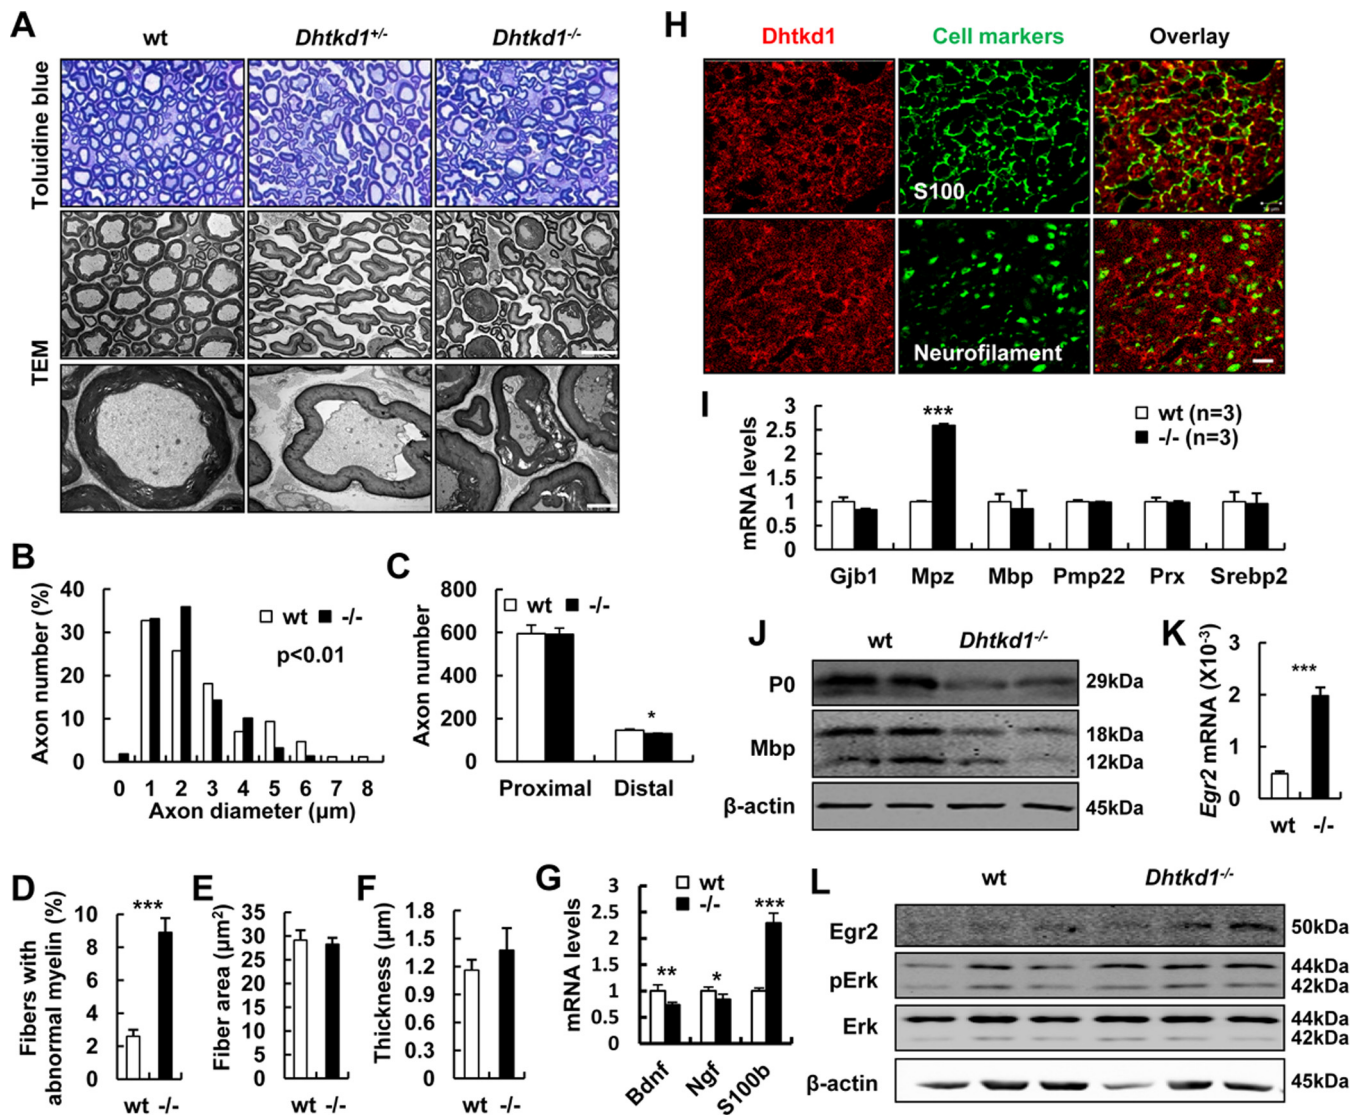 A
wt Dhtkd1+/- Dhtkd1-/-
Toluidine blue
TEM
B
Axon number (%)
40
30
20
10
0
wt -/-
p<0.01
0 1 2 3 4 5 6 7 8
Axon diameter (μm)
C
Axon number
800
600
400
200
0
wt -/-
*
Proximal Distal
D
Fibers with
abnormal myelin (%)
10
8
6
4
2
0
***
wt -/-
E
Fiber area (μm2)
35
30
25
20
15
10
5
0
wt -/-
F
Thickness (μm)
1.8
1.5
1.2
0.9
0.6
0.3
0
wt -/-
G
mRNA levels
3
2.5
2
1.5
1
0.5
0
wt
-/-
** * ***
Bdnf Ngf S100b
H
Dhtkd1 Cell markers Overlay
S100
Neurofilament
I
mRNA levels
3
2.5
2
1.5
1
0.5
0
***
wt (n=3)
-/- (n=3)
Gjb1 Mpz Mbp Pmp22 Prx Srebp2
J
wt Dhtkd1-/-
P0 29kDa
Mbp 18kDa
12kDa
β-actin 45kDa
K
Egr2 mRNA (X10-3)
3
2
1
0
***
wt -/-
L
wt Dhtkd1-/-
Egr2 50kDa
pErk 44kDa
42kDa
Erk 44kDa
42kDa
β-actin 45kDa